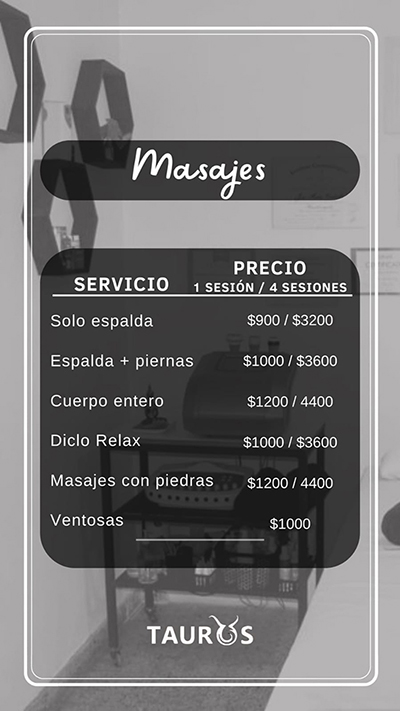 Masajes
SERVICIO
PRECIO
1 SESIÓN / 4 SESIONES
Solo espalda $900 / $3200
Espalda + piernas $1000 / $3600
Cuerpo entero $1200 / 4400
Diclo Relax $1000 / $3600
Masajes con piedras $1200 / 4400
Ventosas $1000
TAURUS